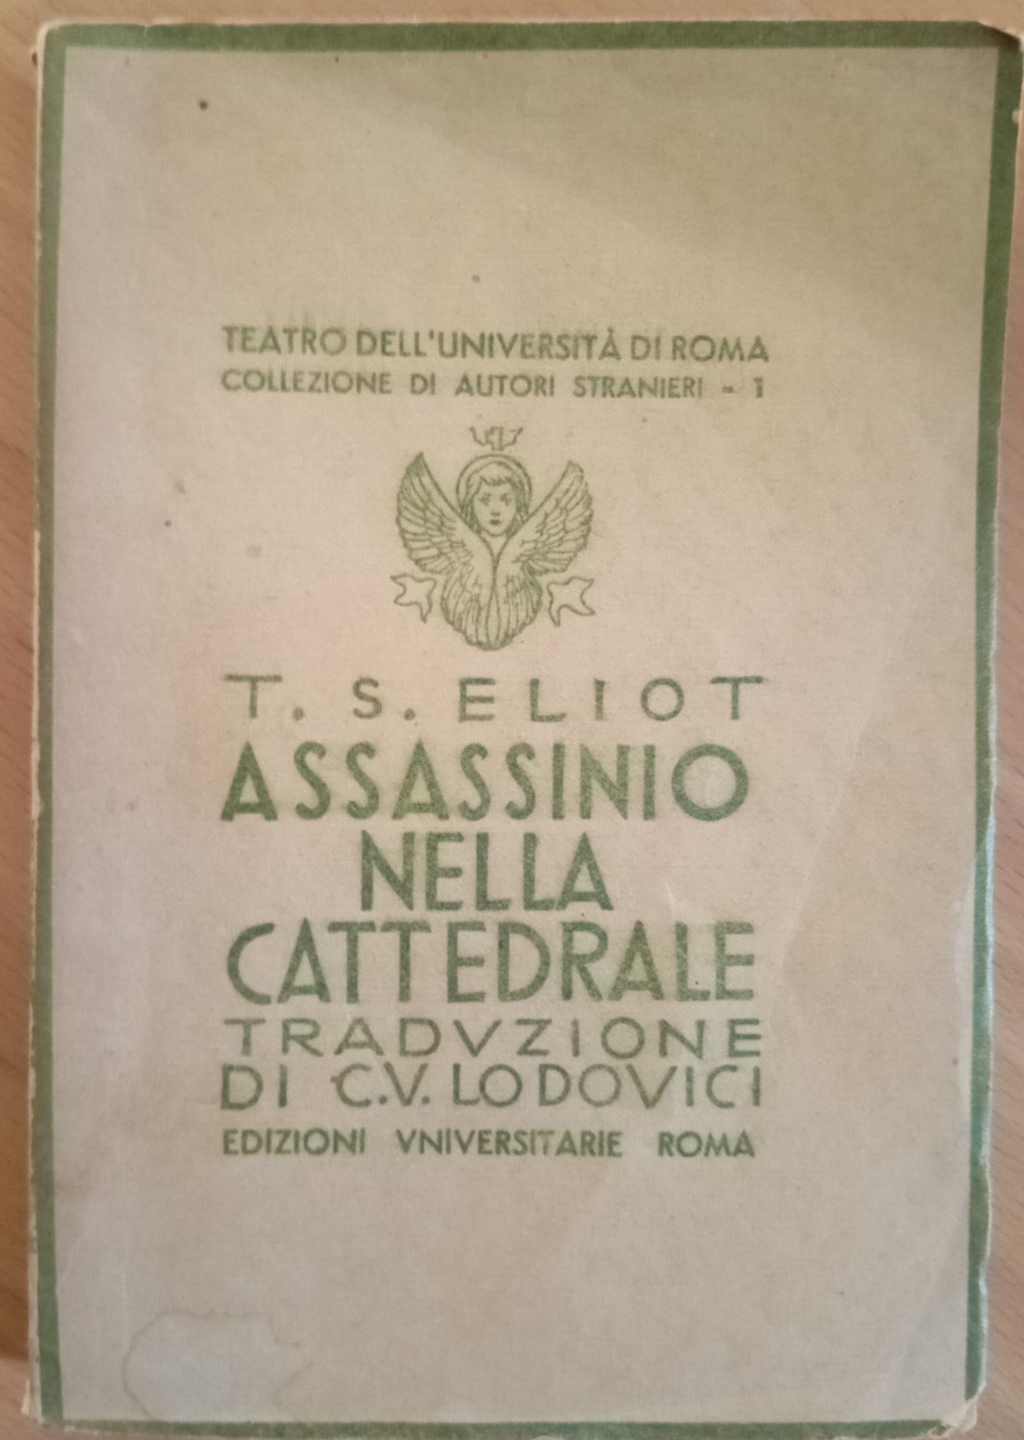 TEATRO DELL'UNIVERSITÀ DI ROMA
COLLEZIONE DI AUTORI STRANIERI - 1
T. S. ELIOT
ASSASSINIO
NELLA
CATTEDRALE
TRADVZIONE
DI C.V. LODOVICI
EDIZIONI VNIVERSITARIE ROMA